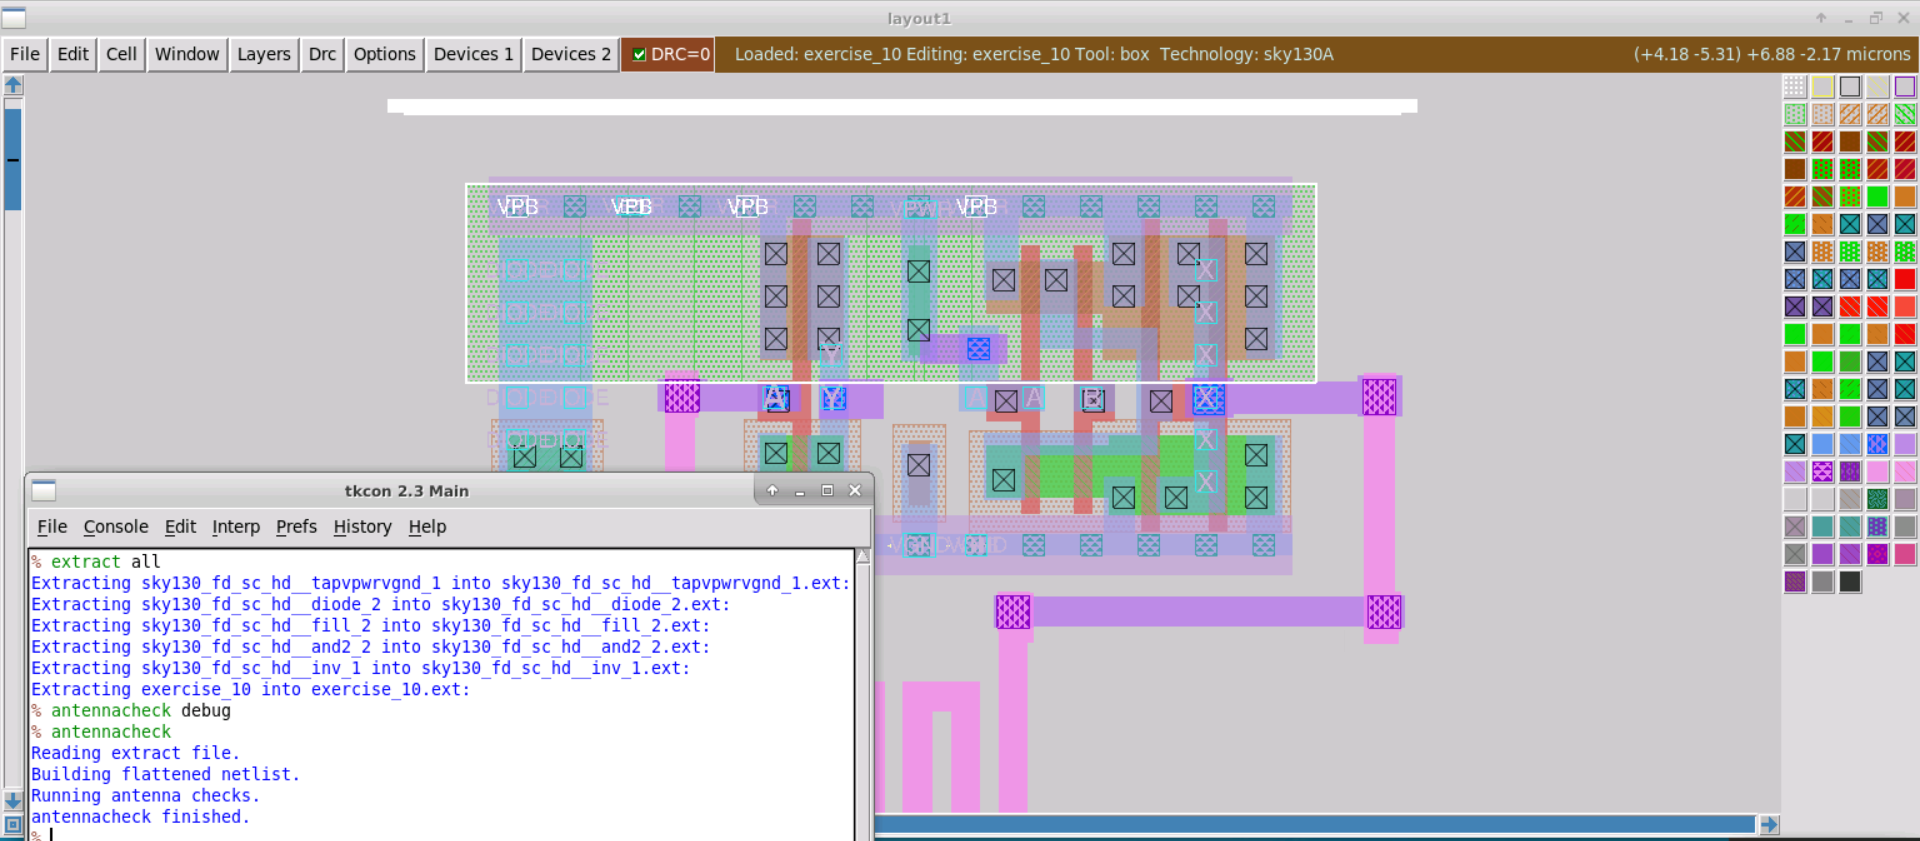 layout1
File Edit Cell Window Layers Drc Options Devices 1 Devices 2 DRC=0 Loaded: exercise_10 Editing: exercise_10 Tool: box Technology: sky130A (+4.18 -5.31) +6.88 -2.17 microns
VPB VPB VPB VPB
X
X
Y X
A Y A A B X
X
X
tkcon 2.3 Main
File Console Edit Interp Prefs History Help
% extract all
Extracting sky130_fd_sc_hd__tapvpwrvgnd_1 into sky130_fd_sc_hd__tapvpwrvgnd_1.ext:
Extracting sky130_fd_sc_hd__diode_2 into sky130_fd_sc_hd__diode_2.ext:
Extracting sky130_fd_sc_hd__fill_2 into sky130_fd_sc_hd__fill_2.ext:
Extracting sky130_fd_sc_hd__and2_2 into sky130_fd_sc_hd__and2_2.ext:
Extracting sky130_fd_sc_hd__inv_1 into sky130_fd_sc_hd__inv_1.ext:
Extracting exercise_10 into exercise_10.ext:
% antennacheck debug
% antennacheck
Reading extract file.
Building flattened netlist.
Running antenna checks.
antennacheck finished.
%